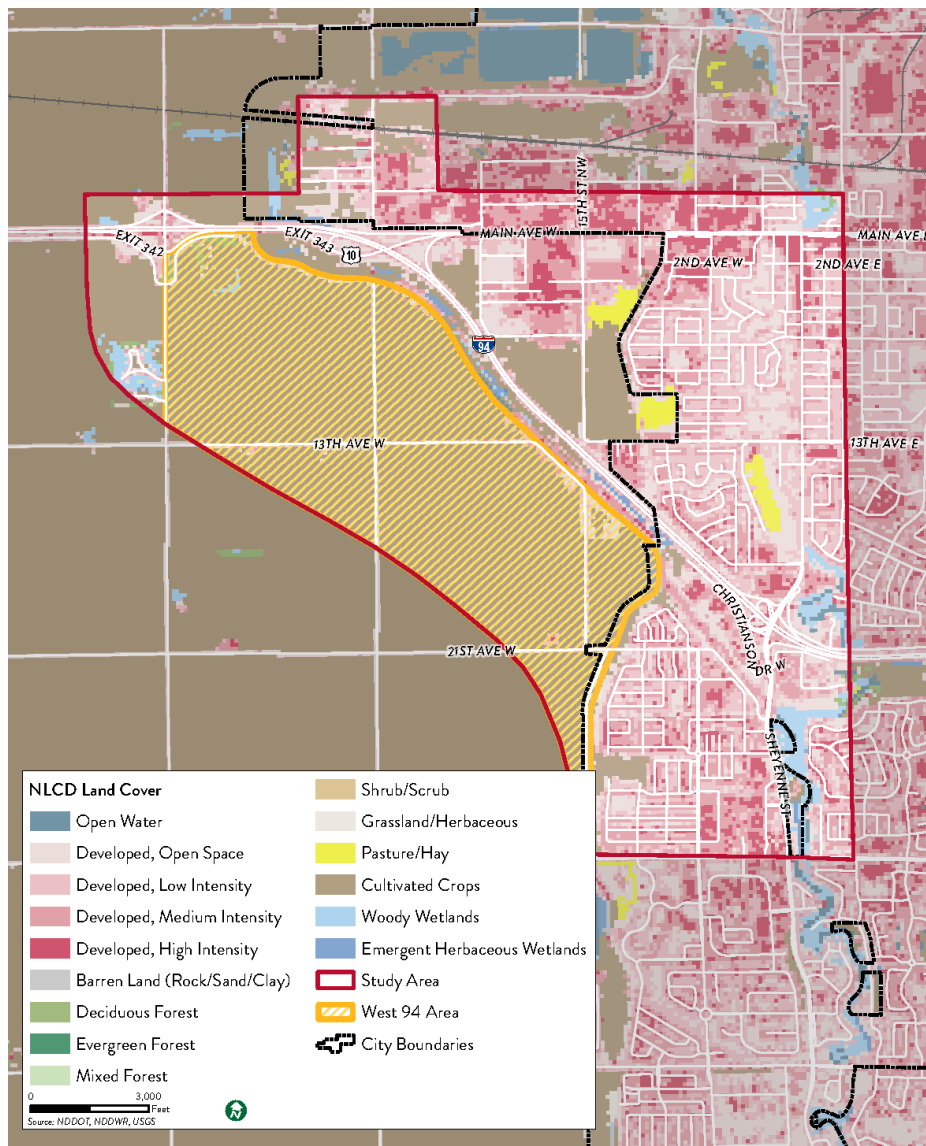 15TH ST NW
EXIT 342
EXIT 343
10
MAIN AVE W
MAIN AVE E
2ND AVE W
2ND AVE E
94
13TH AVE W
13TH AVE E
CHRISTIANSON
DR W
21ST AVE W
SHEYENNE ST
NLCD Land Cover
Open Water
Developed, Open Space
Developed, Low Intensity
Developed, Medium Intensity
Developed, High Intensity
Barren Land (Rock/Sand/Clay)
Deciduous Forest
Evergreen Forest
Mixed Forest
Shrub/Scrub
Grassland/Herbaceous
Pasture/Hay
Cultivated Crops
Woody Wetlands
Emergent Herbaceous Wetlands
Study Area
West 94 Area
City Boundaries
0 3,000
Feet
Source: NDDOT, NDDWR, USGS
N